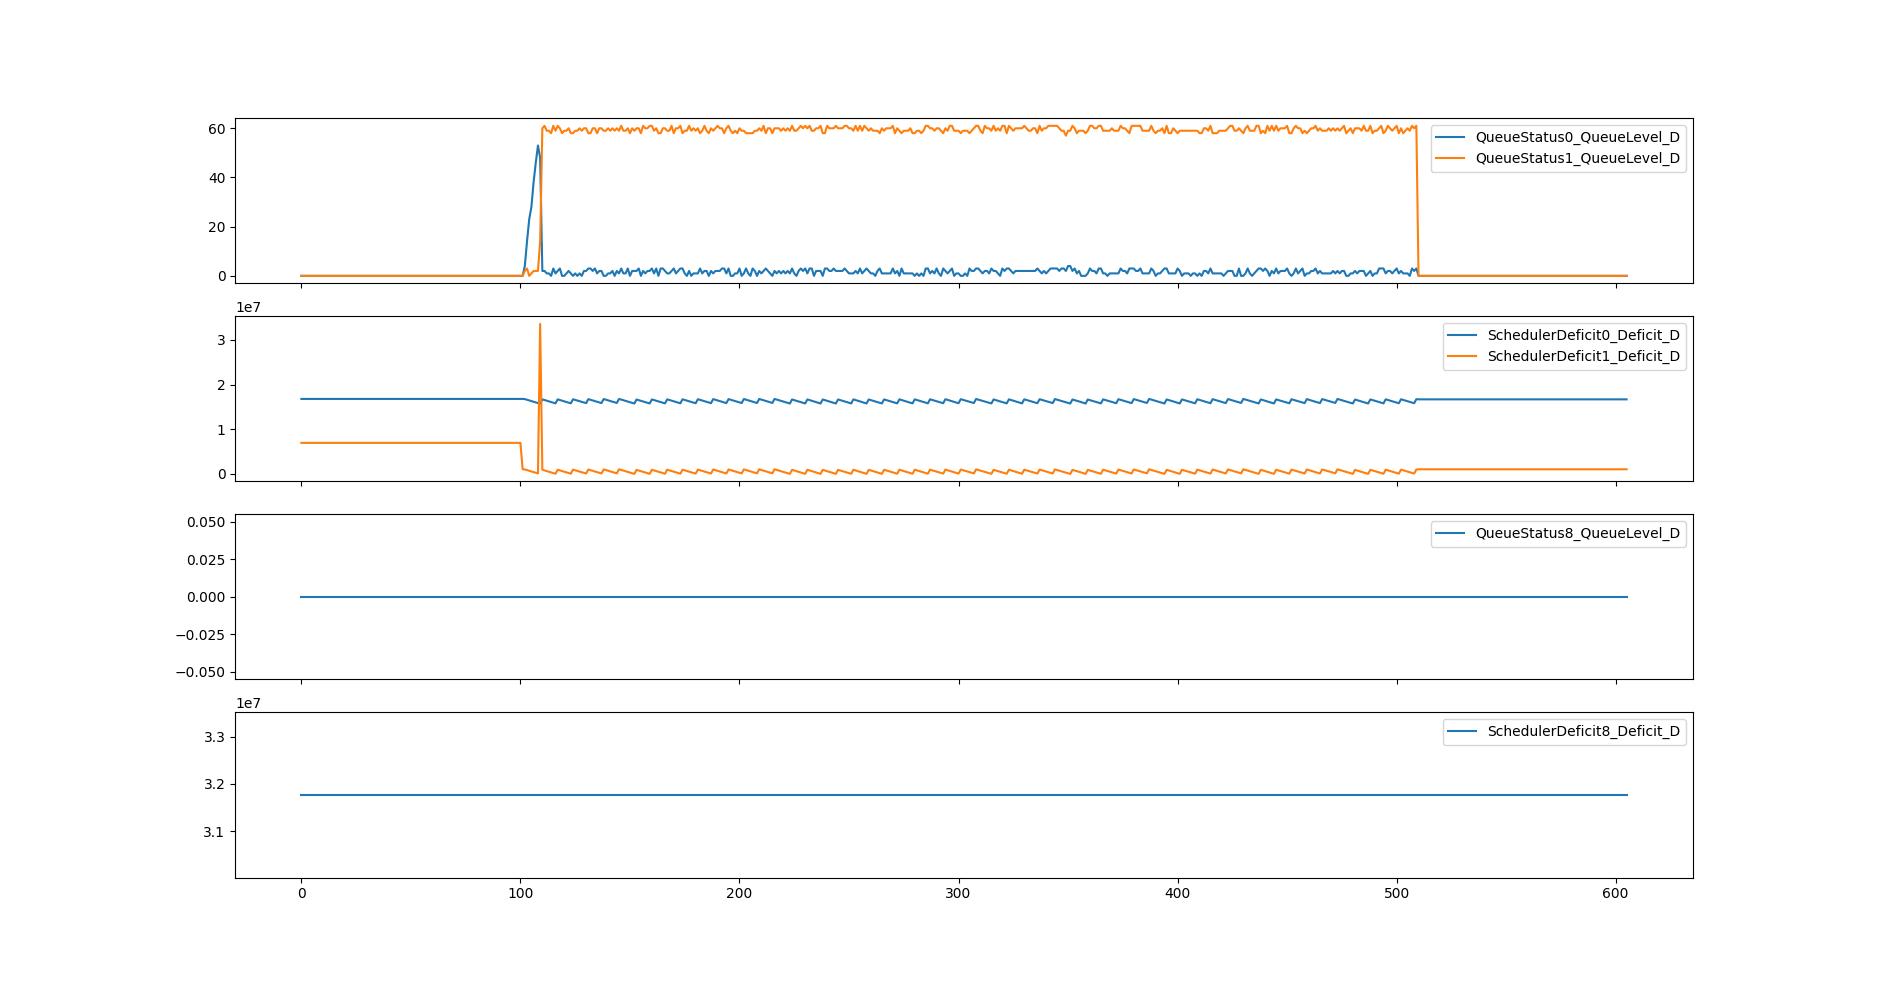 60
40
20
0
QueueStatus0_QueueLevel_D
QueueStatus1_QueueLevel_D
1e7
3
2
1
0
SchedulerDeficit0_Deficit_D
SchedulerDeficit1_Deficit_D
0.050
0.025
0.000
−0.025
−0.050
QueueStatus8_QueueLevel_D
1e7
3.3
3.2
3.1
SchedulerDeficit8_Deficit_D
0 100 200 300 400 500 600